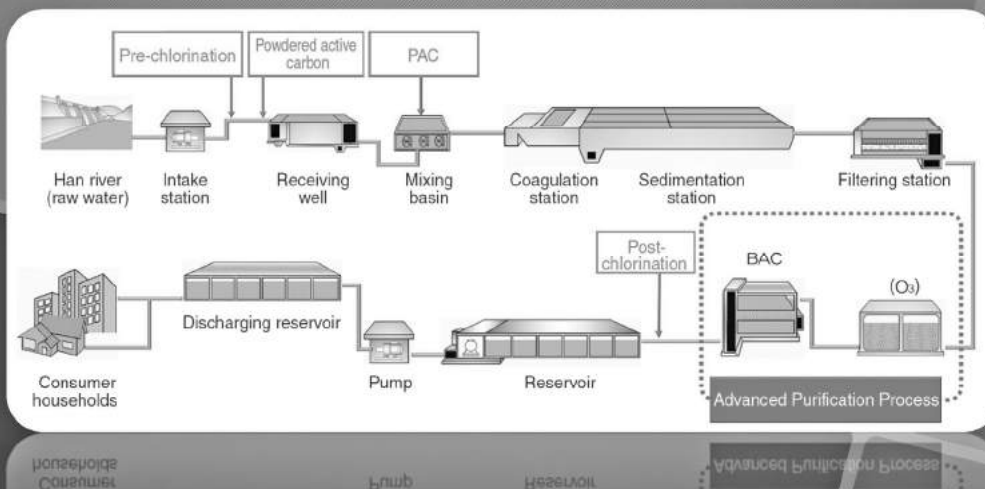 Pre-chlorination
Powdered active
carbon
PAC
Han river
(raw water)
Intake
station
Receiving
well
Mixing
basin
Coagulation
station
Sedimentation
station
Filtering station
Post-
chlorination
BAC
(O₃)
Discharging reservoir
Consumer
households
Pump
Reservoir
Advanced Purification Process